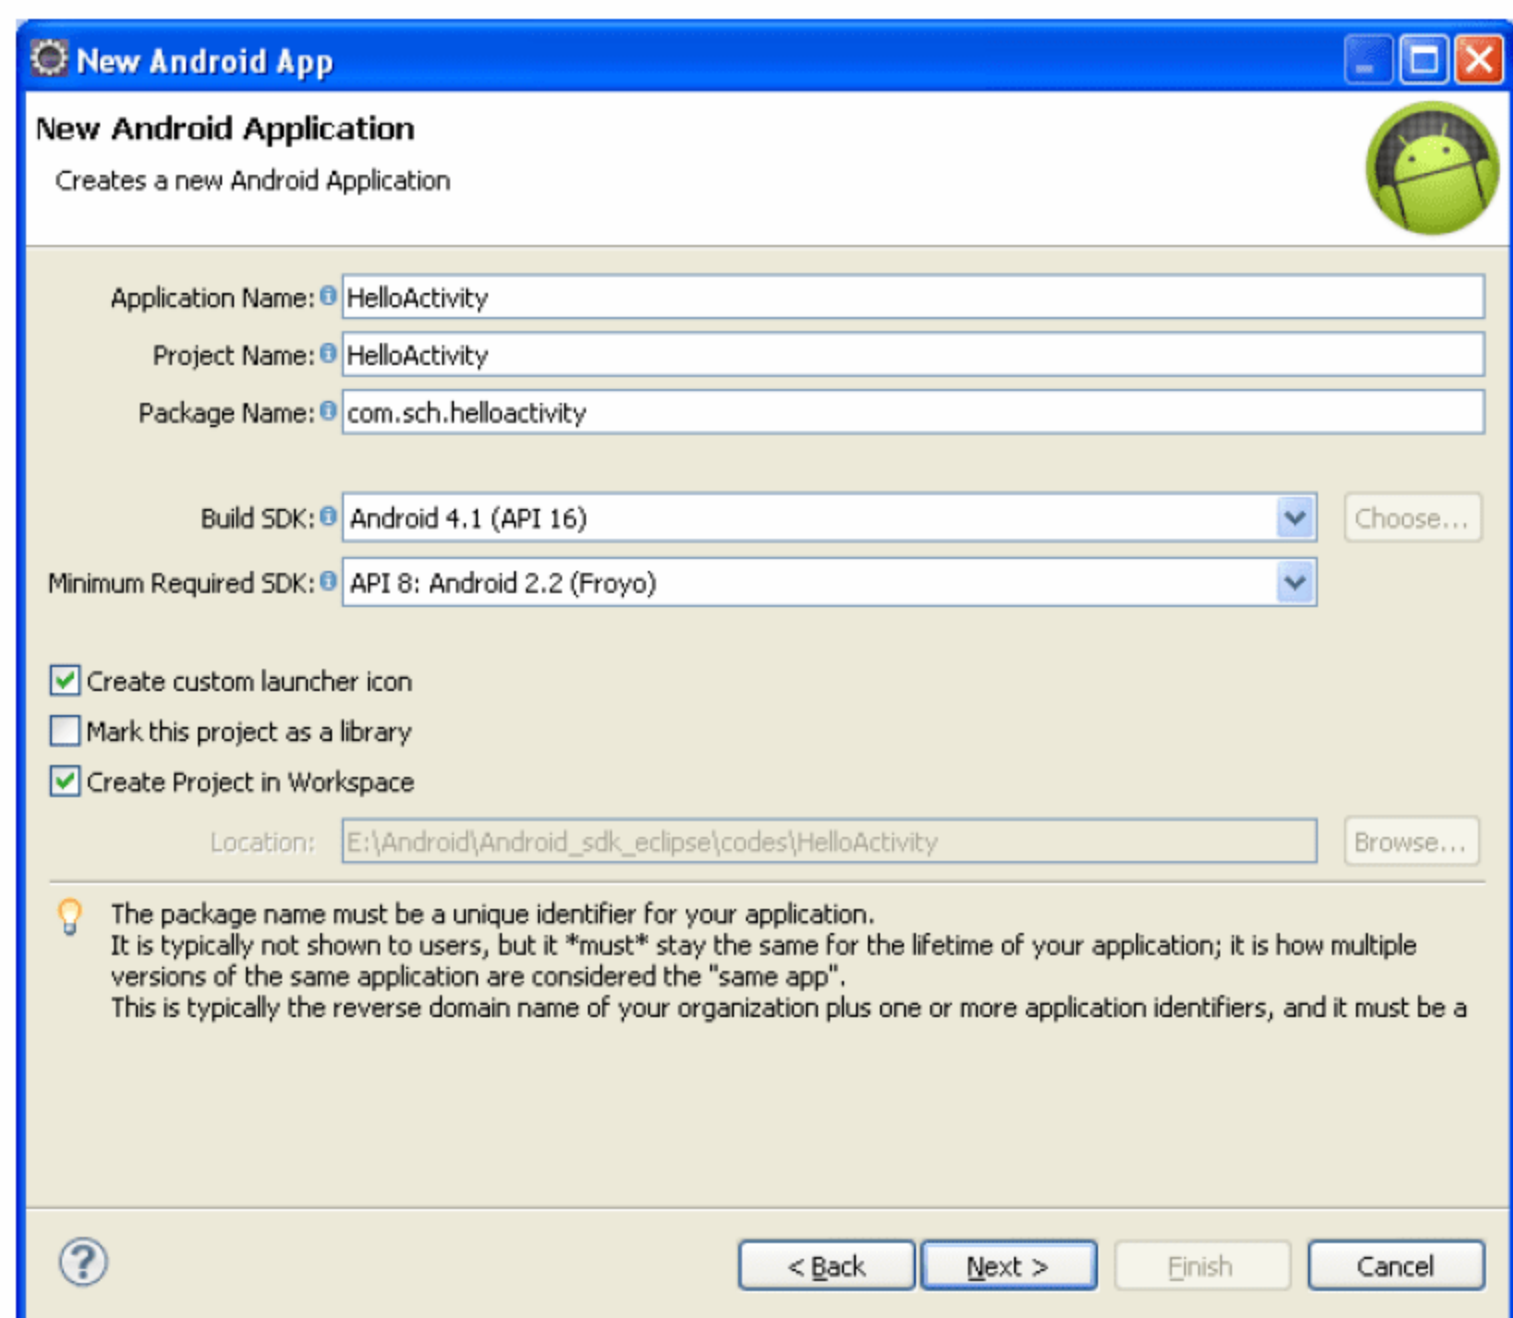 New Android App
New Android Application
Creates a new Android Application
Application Name: HelloActivity
Project Name: HelloActivity
Package Name: com.sch.helloactivity
Build SDK: Android 4.1 (API 16) Choose...
Minimum Required SDK: API 8: Android 2.2 (Froyo)
Create custom launcher icon
Mark this project as a library
Create Project in Workspace
Location: E:\Android\Android_sdk_eclipse\codes\HelloActivity Browse...
The package name must be a unique identifier for your application.
It is typically not shown to users, but it *must* stay the same for the lifetime of your application; it is how multiple
versions of the same application are considered the "same app".
This is typically the reverse domain name of your organization plus one or more application identifiers, and it must be a
? < Back Next > Finish Cancel